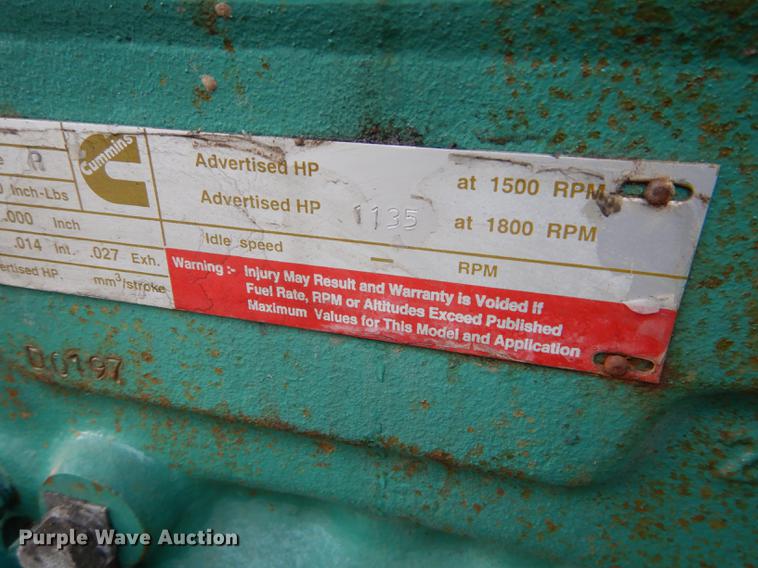 A
Cummins
Advertised HP at 1500 RPM
Inch-Lbs
Advertised HP 1135 at 1800 RPM
.000 Inch
Idle speed — RPM
.014 Int. .027 Exh.
HP. mm³/stroke
Warning :- Injury May Result and Warranty is Voided If
Fuel Rate, RPM or Altitudes Exceed Published
Maximum Values for This Model and Application
D0197
Purple Wave Auction